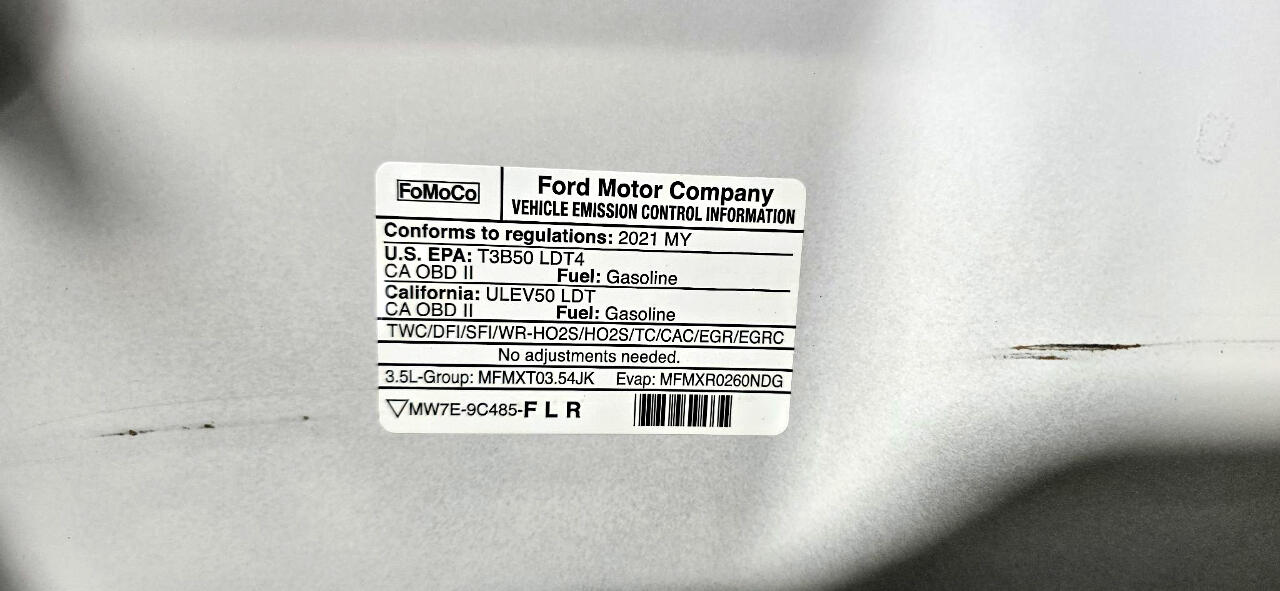 FoMoCo
Ford Motor Company
VEHICLE EMISSION CONTROL INFORMATION
Conforms to regulations: 2021 MY
U.S. EPA: T3B50 LDT4
CA OBD II Fuel: Gasoline
California: ULEV50 LDT
CA OBD II Fuel: Gasoline
TWC/DFI/SFI/WR-HO2S/HO2S/TC/CAC/EGR/EGRC
No adjustments needed.
3.5L-Group: MFMXT03.54JK Evap: MFMXR0260NDG
MW7E-9C485-F L R